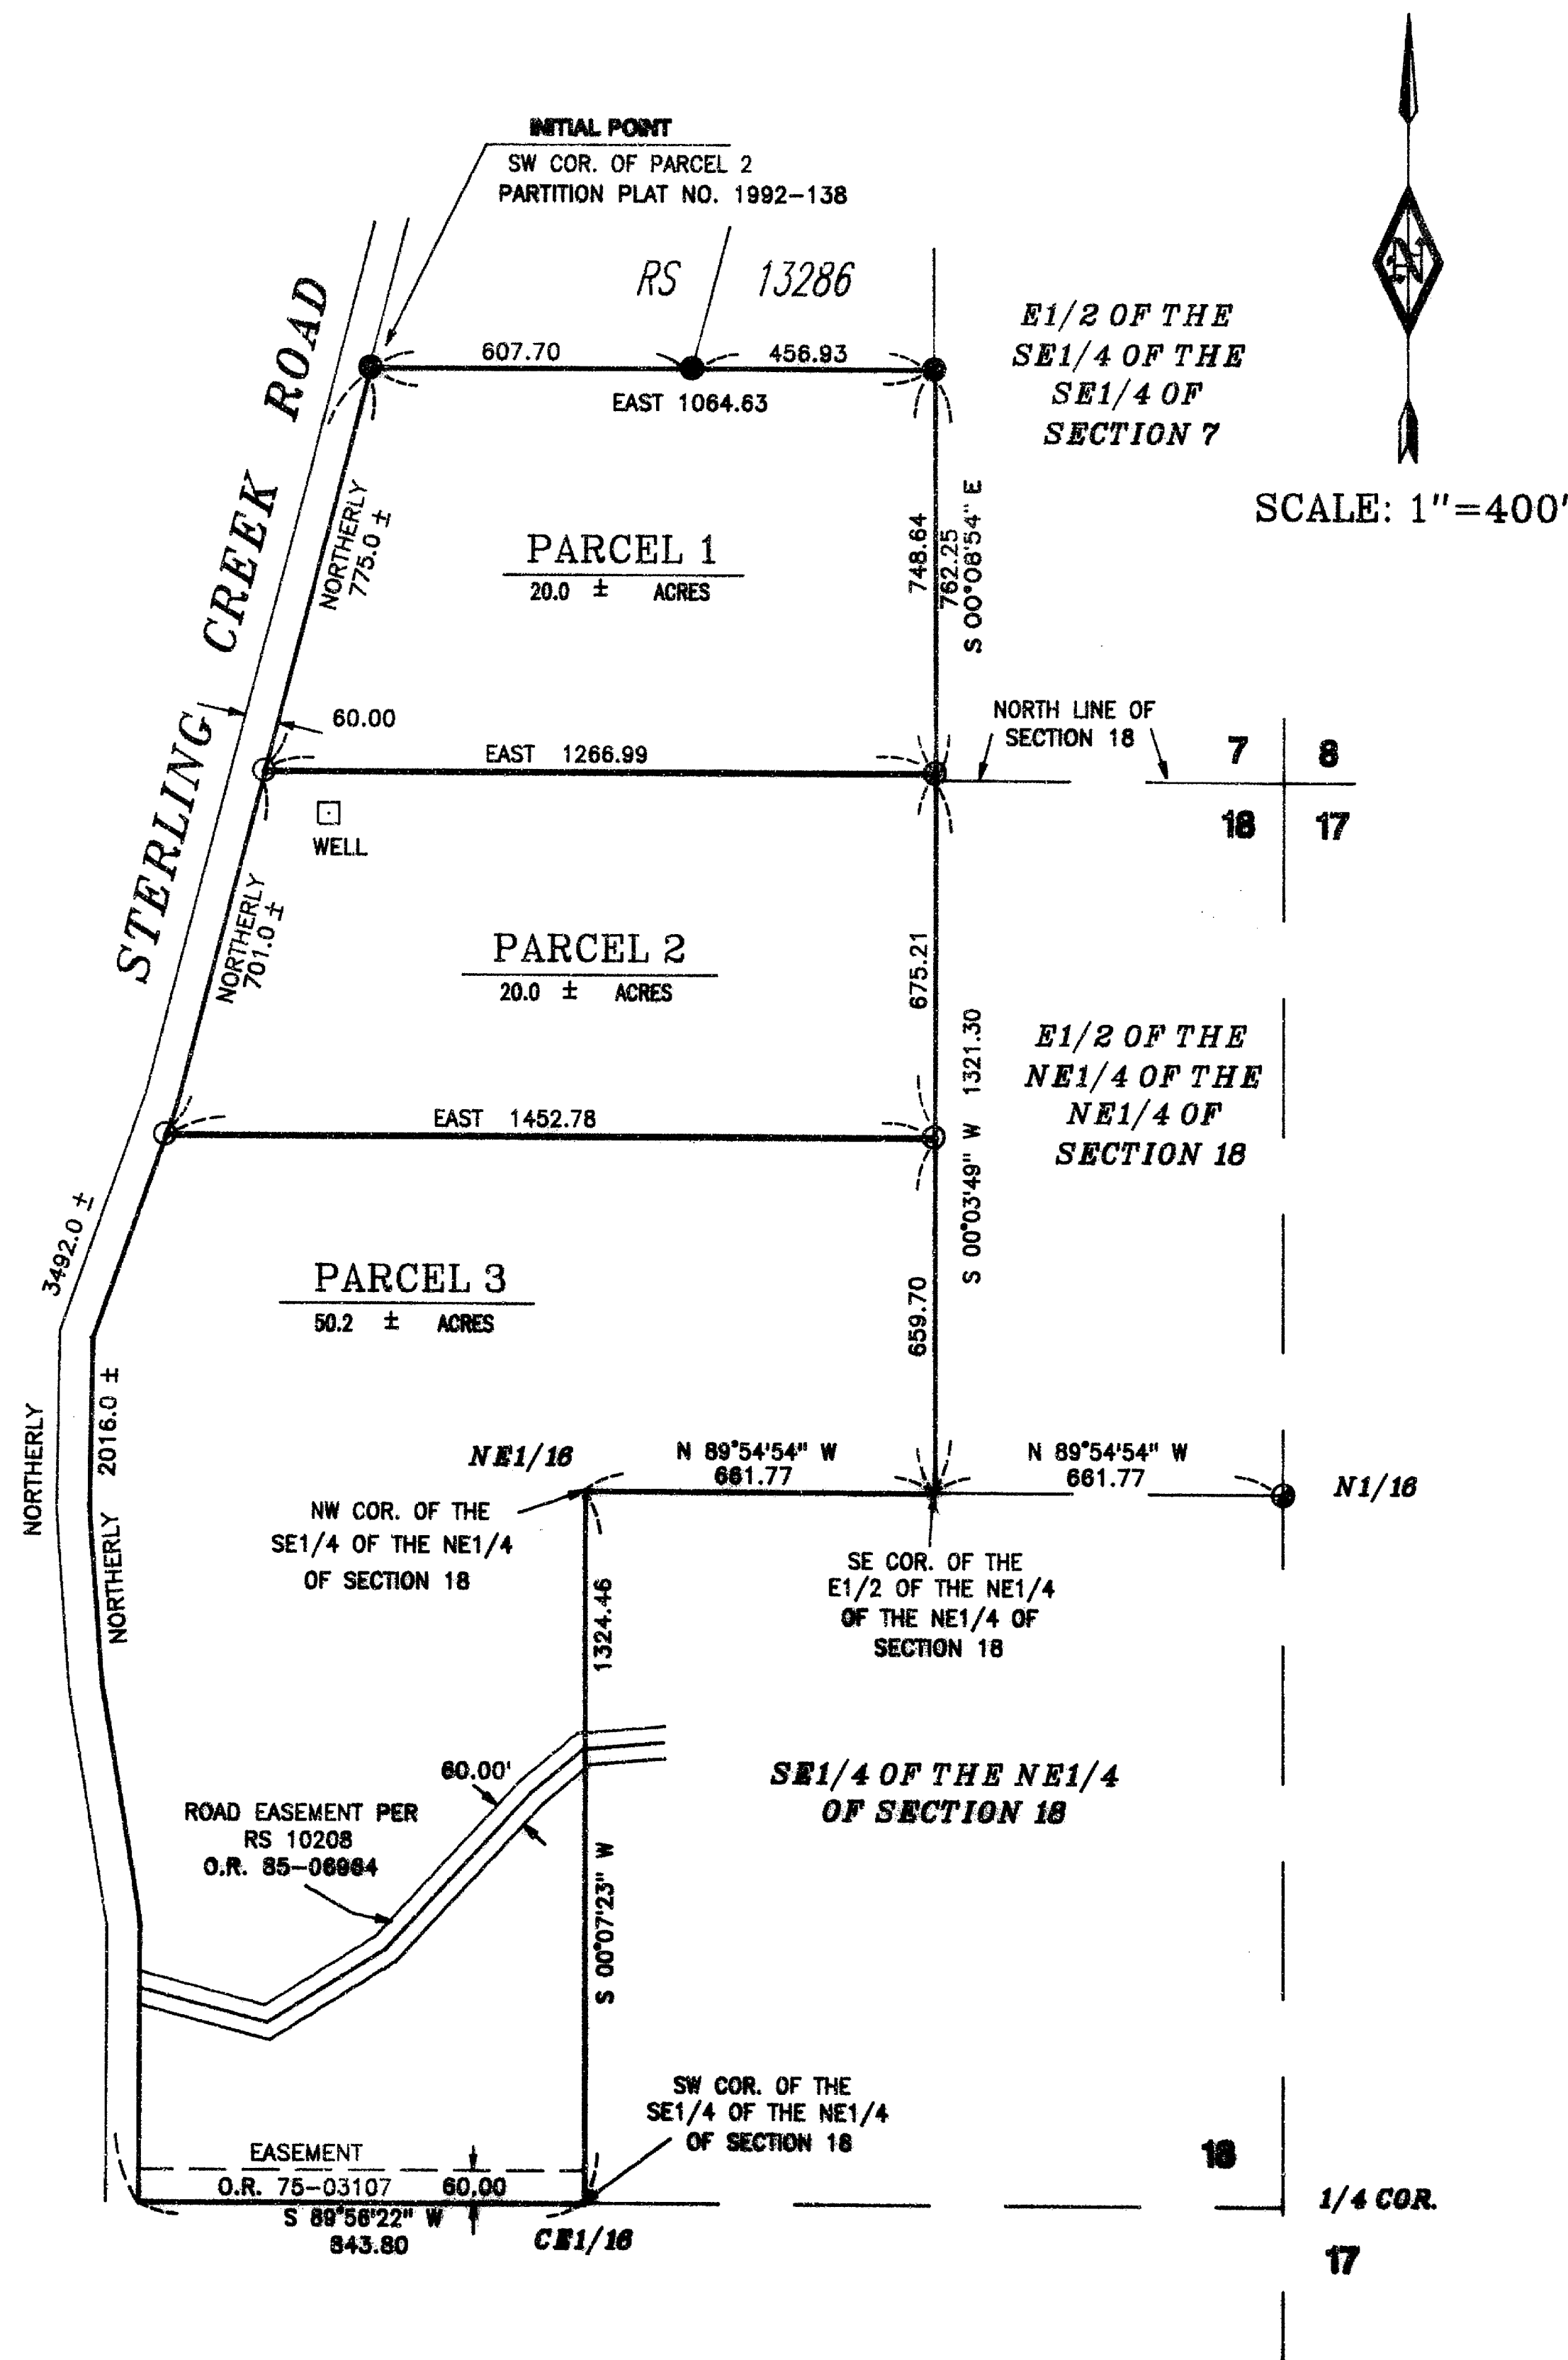 INITIAL POINT
SW COR. OF PARCEL 2
PARTITION PLAT NO. 1992-138
RS 13286
N
SCALE: 1"=400'
E1/2 OF THE
SE1/4 OF THE
SE1/4 OF
SECTION 7
STERLING CREEK ROAD
607.70
456.93
EAST 1064.63
NORTHERLY
775.0 ±
PARCEL 1
20.0 ± ACRES
748.64
762.25
S 00°08'54" E
60.00
EAST 1266.99
NORTH LINE OF
SECTION 18
7
8
18
17
WELL
NORTHERLY
701.0 ±
PARCEL 2
20.0 ± ACRES
675.21
S 00°03'49" W 1321.30
E1/2 OF THE
NE1/4 OF THE
NE1/4 OF
SECTION 18
EAST 1452.78
3492.0 ±
NORTHERLY
PARCEL 3
50.2 ± ACRES
659.70
NORTHERLY 2016.0 ±
NE1/16
N 89°54'54" W
661.77
N 89°54'54" W
661.77
N1/16
NW COR. OF THE
SE1/4 OF THE NE1/4
OF SECTION 18
SE COR. OF THE
E1/2 OF THE NE1/4
OF THE NE1/4 OF
SECTION 18
1324.46
S 00°07'23" W
60.00'
ROAD EASEMENT PER
RS 10208
O.R. 85-06984
SE1/4 OF THE NE1/4
OF SECTION 18
SW COR. OF THE
SE1/4 OF THE NE1/4
OF SECTION 18
EASEMENT
O.R. 75-03107
60.00
S 89°56'22" W
843.80
CE1/16
18
1/4 COR.
17